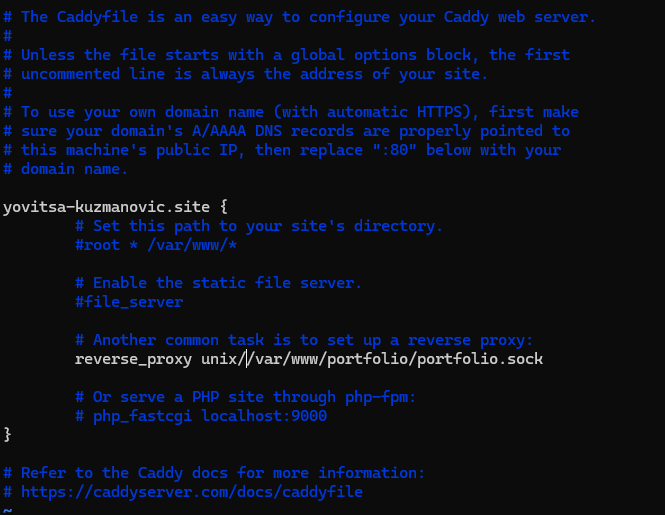 # The Caddyfile is an easy way to configure your Caddy web server.
#
# Unless the file starts with a global options block, the first
# uncommented line is always the address of your site.
#
# To use your own domain name (with automatic HTTPS), first make
# sure your domain's A/AAAA DNS records are properly pointed to
# this machine's public IP, then replace ":80" below with your
# domain name.
yovitsa-kuzmanovic.site {
# Set this path to your site's directory.
#root * /var/www/*
# Enable the static file server.
#file_server
# Another common task is to set up a reverse proxy:
reverse_proxy unix//var/www/portfolio/portfolio.sock
# Or serve a PHP site through php-fpm:
# php_fastcgi localhost:9000
}
# Refer to the Caddy docs for more information:
# https://caddyserver.com/docs/caddyfile
~